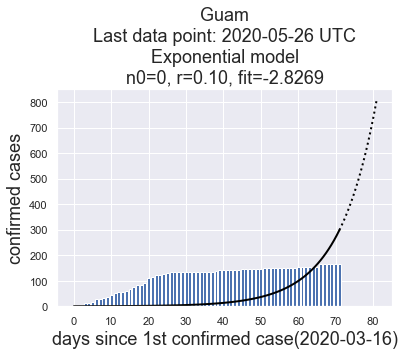 Guam
Last data point: 2020-05-26 UTC
Exponential model
n0=0, r=0.10, fit=-2.8269
confirmed cases
800
700
600
500
400
300
200
100
0
0 10 20 30 40 50 60 70 80
days since 1st confirmed case(2020-03-16)